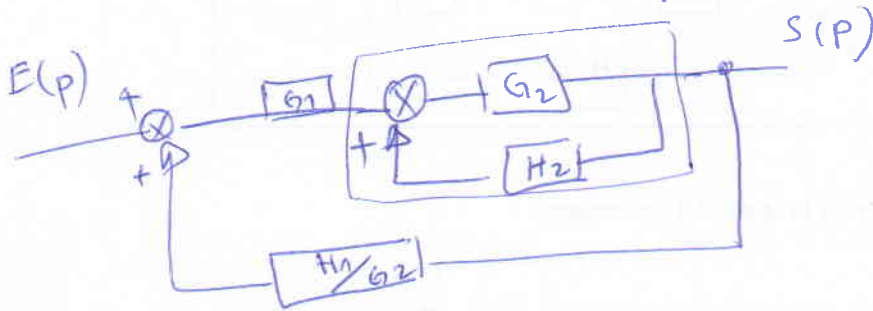 S(p)
E(p)
+
G1
G2
+
+
H2
H1/G2